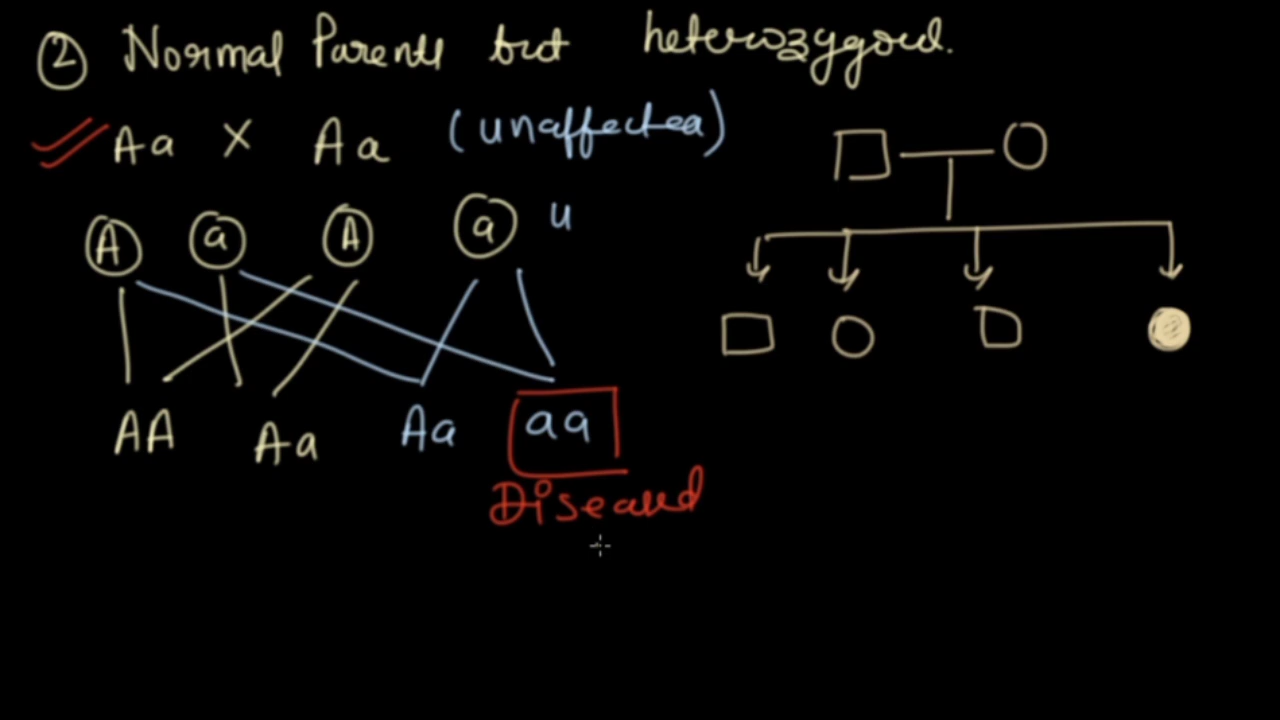 ② Normal Parents but heterozygous.
Aa X Aa (unaffected)
A a A a u
AA Aa Aa aa
Diseased